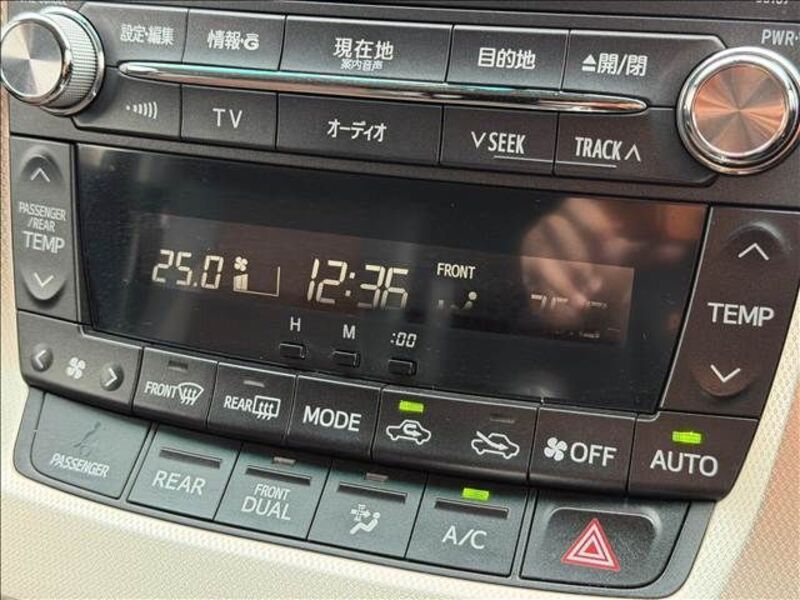 設定・編集 情報・G 現在地 目的地 ▲開/閉 PWR・
案内音声
TV オーディオ ∨ SEEK TRACK ∧
PASSENGER
/REAR
TEMP
25.0 12:36 FRONT
H M :00
TEMP
FRONT REAR MODE OFF AUTO
PASSENGER REAR FRONT
DUAL
A/C